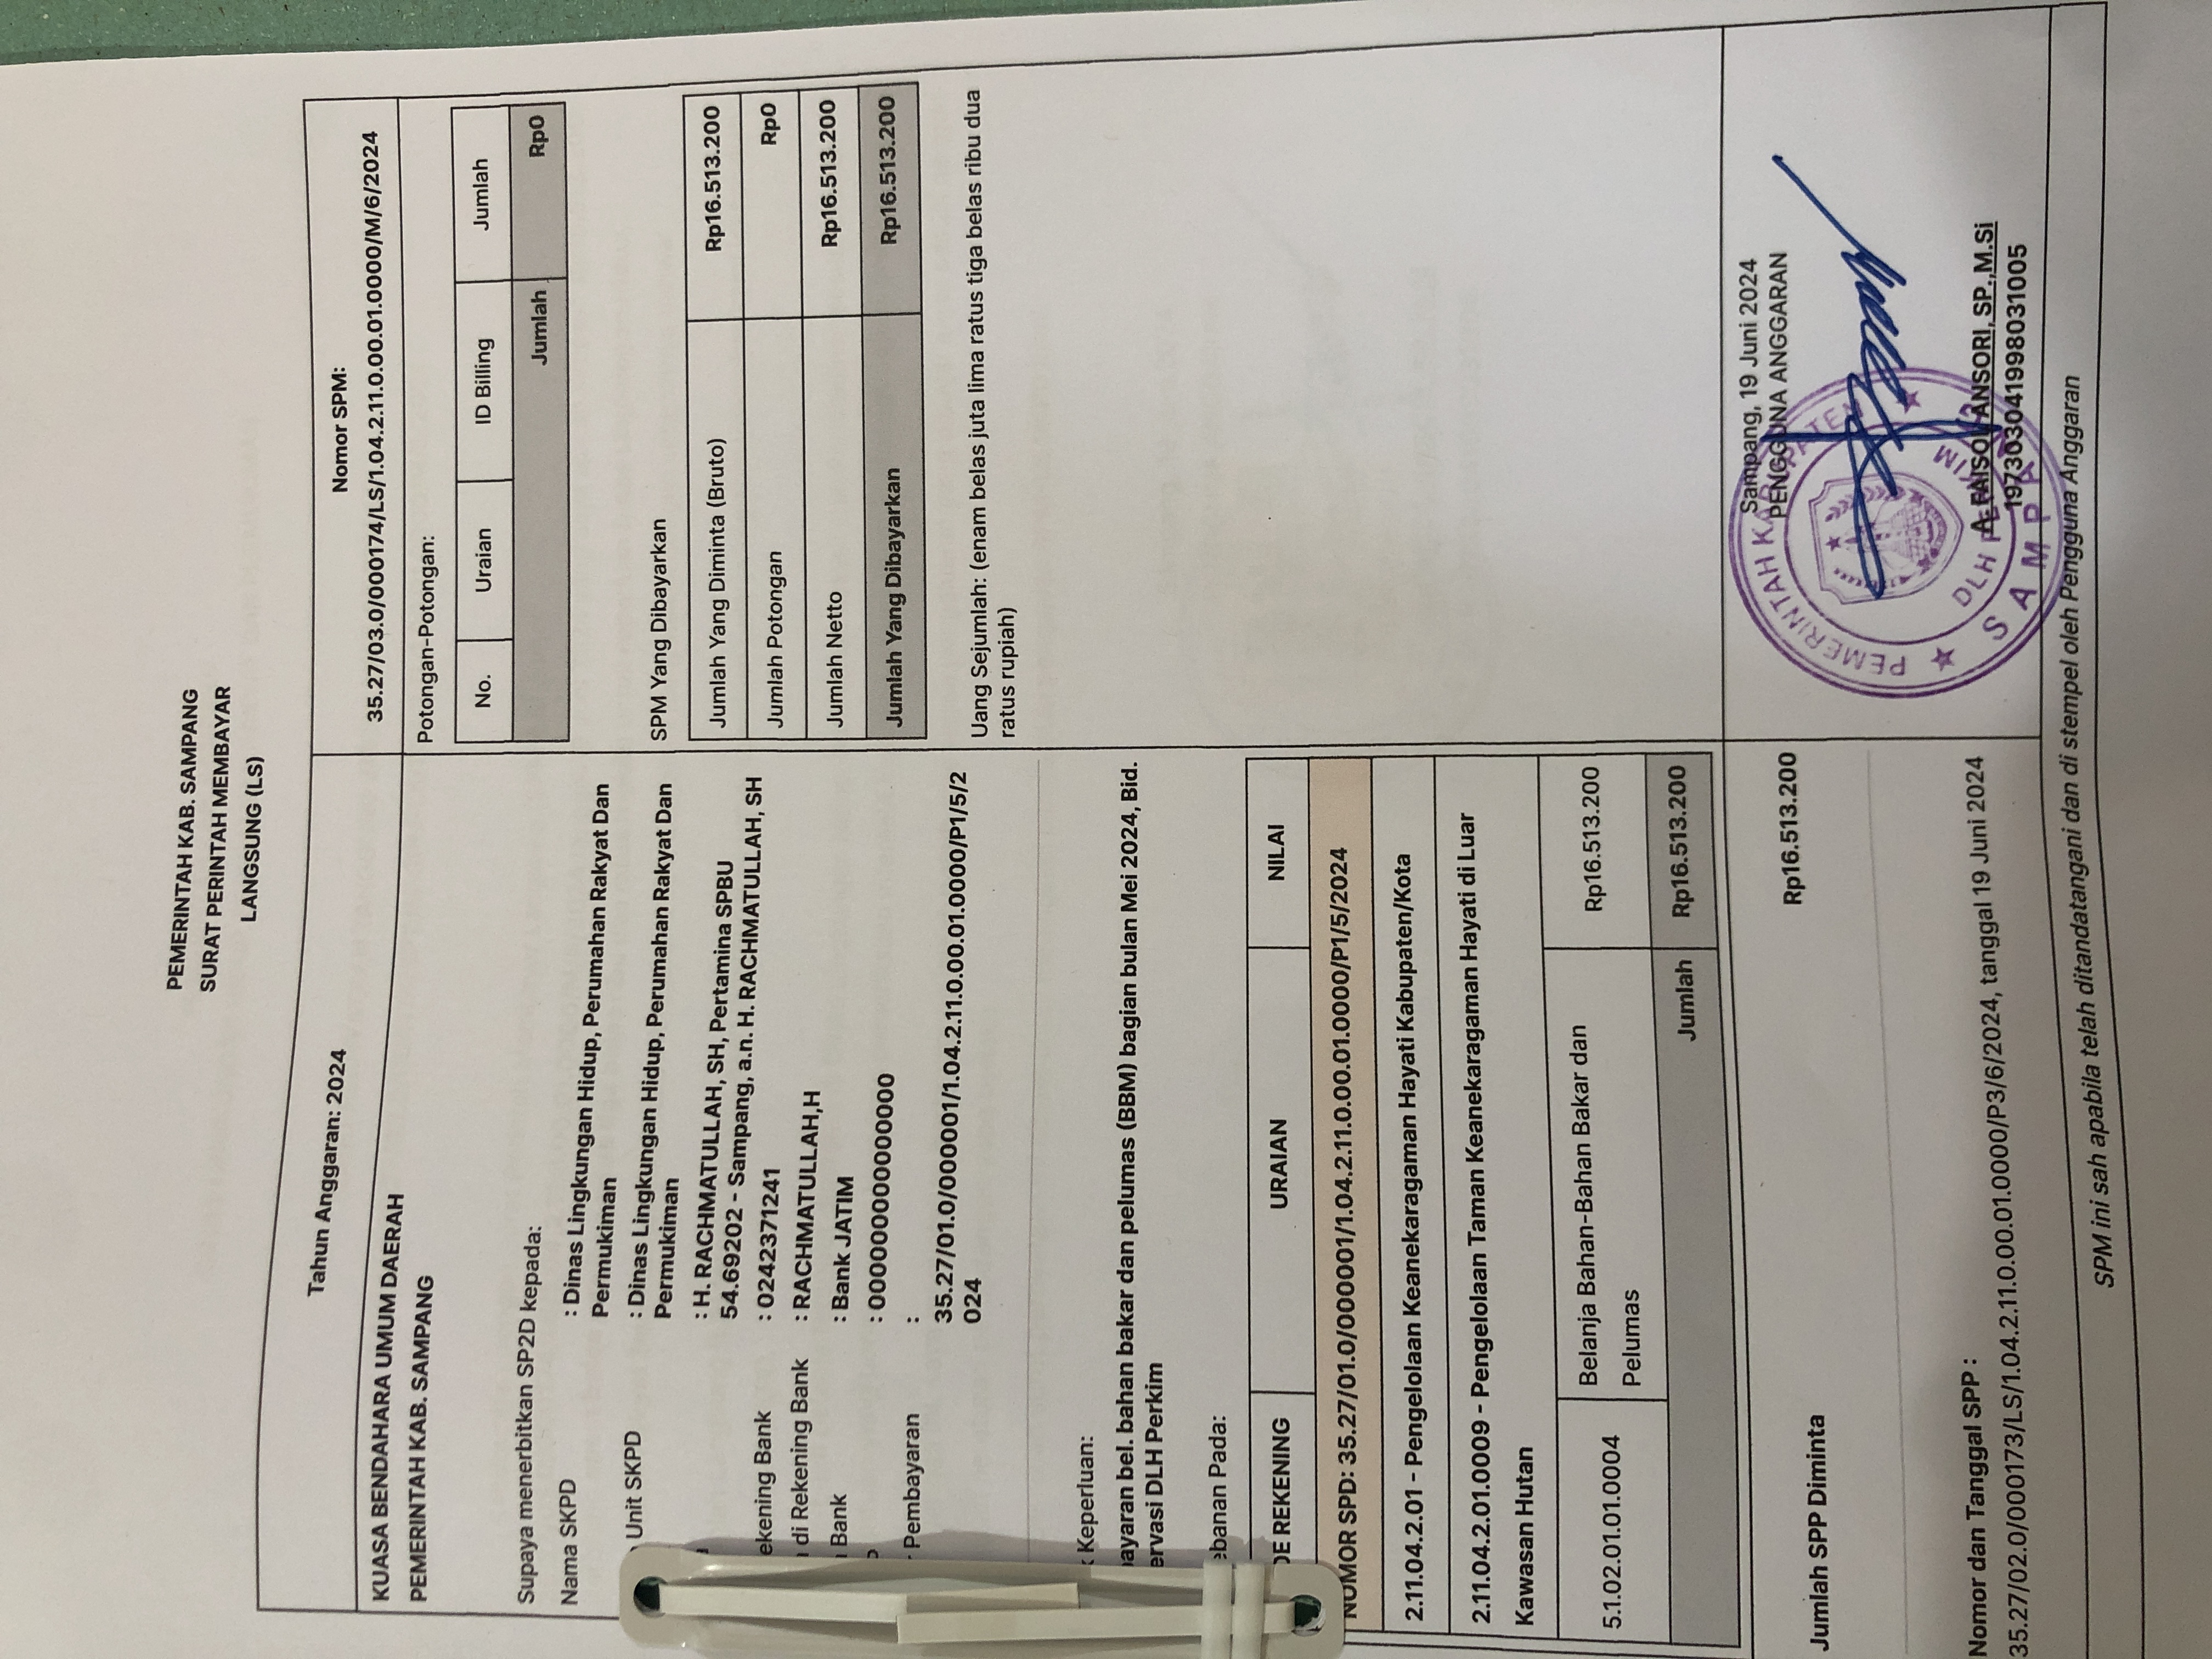 PEMERINTAH KAB. SAMPANG
SURAT PERINTAH MEMBAYAR
LANGSUNG (LS)
Tahun Anggaran: 2024
Nomor SPM:
35.27/03.0/000174/LS/1.04.2.11.0.00.01.0000/M/6/2024
KUASA BENDAHARA UMUM DAERAH
PEMERINTAH KAB. SAMPANG
Supaya menerbitkan SP2D kepada:
Nama SKPD : Dinas Lingkungan Hidup, Perumahan Rakyat Dan
Permukiman
Unit SKPD : Dinas Lingkungan Hidup, Perumahan Rakyat Dan
Permukiman
: H. RACHMATULLAH, SH, Pertamina SPBU
54.69202 - Sampang, a.n. H. RACHMATULLAH, SH
ekening Bank : 0242371241
di Rekening Bank : RACHMATULLAH,H
Bank : Bank JATIM
: 000000000000000
Pembayaran :
35.27/01.0/000001/1.04.2.11.0.00.01.0000/P1/5/2
024
Keperluan:
ayaran bel. bahan bakar dan pelumas (BBM) bagian bulan Mei 2024, Bid.
ervasi DLH Perkim
ebanan Pada:
DE REKENING URAIAN NILAI
NOMOR SPD: 35.27/01.0/000001/1.04.2.11.0.00.01.0000/P1/5/2024
2.11.04.2.01 - Pengelolaan Keanekaragaman Hayati Kabupaten/Kota
2.11.04.2.01.0009 - Pengelolaan Taman Keanekaragaman Hayati di Luar
Kawasan Hutan
5.1.02.01.01.0004 Belanja Bahan-Bahan Bakar dan
Pelumas Rp16.513.200
Jumlah Rp16.513.200
Jumlah SPP Diminta Rp16.513.200
Nomor dan Tanggal SPP :
35.27/02.0/000173/LS/1.04.2.11.0.00.01.0000/P3/6/2024, tanggal 19 Juni 2024
Potongan-Potongan:
No. Uraian ID Billing Jumlah
Jumlah Rp0
SPM Yang Dibayarkan
Jumlah Yang Diminta (Bruto) Rp16.513.200
Jumlah Potongan Rp0
Jumlah Netto Rp16.513.200
Jumlah Yang Dibayarkan Rp16.513.200
Uang Sejumlah: (enam belas juta lima ratus tiga belas ribu dua
ratus rupiah)
Sampang, 19 Juni 2024
PENGGUNA ANGGARAN
PEMERINTAH KABUPATEN
DLH PERKIM
SAMPANG
A. FAISOL ANSORI, SP.,M.Si
197303041998031005
SPM ini sah apabila telah ditandatangani dan di stempel oleh Pengguna Anggaran